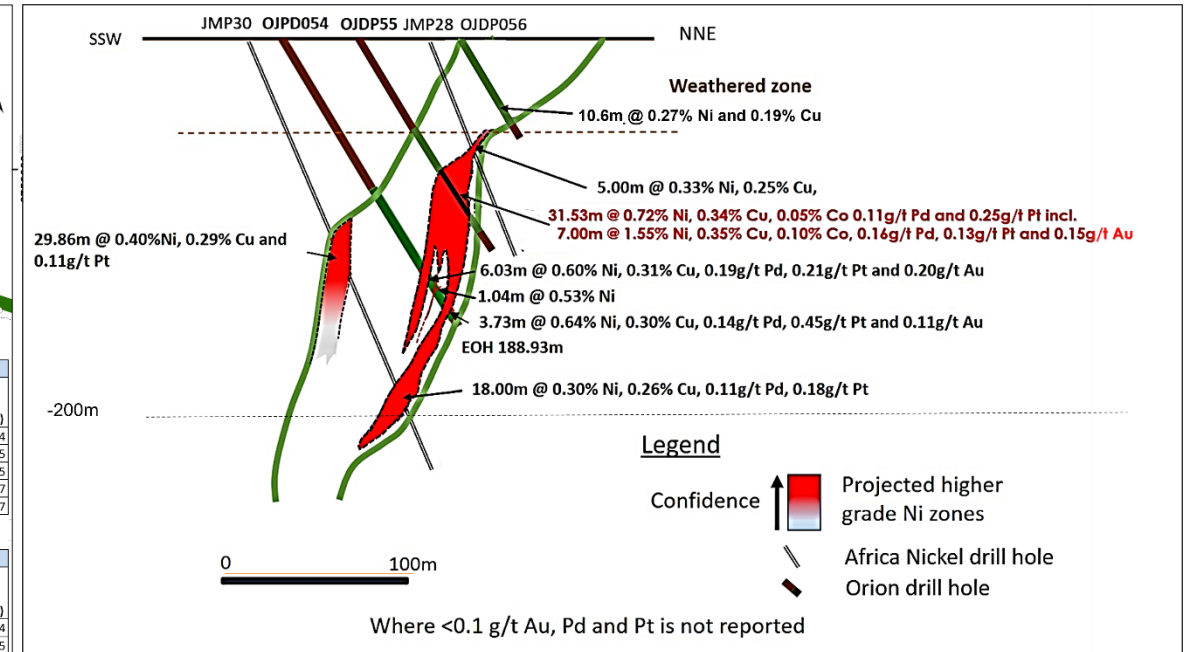 JMP30 OJPD054 OJDP55 JMP28 OJDP056
SSW
NNE
Weathered zone
10.6m @ 0.27% Ni and 0.19% Cu
5.00m @ 0.33% Ni, 0.25% Cu,
31.53m @ 0.72% Ni, 0.34% Cu, 0.05% Co 0.11g/t Pd and 0.25g/t Pt incl.
7.00m @ 1.55% Ni, 0.35% Cu, 0.10% Co, 0.16g/t Pd, 0.13g/t Pt and 0.15g/t Au
29.86m @ 0.40%Ni, 0.29% Cu and
0.11g/t Pt
6.03m @ 0.60% Ni, 0.31% Cu, 0.19g/t Pd, 0.21g/t Pt and 0.20g/t Au
1.04m @ 0.53% Ni
3.73m @ 0.64% Ni, 0.30% Cu, 0.14g/t Pd, 0.45g/t Pt and 0.11g/t Au
EOH 188.93m
18.00m @ 0.30% Ni, 0.26% Cu, 0.11g/t Pd, 0.18g/t Pt
-200m
Legend
Confidence
Projected higher
grade Ni zones
Africa Nickel drill hole
Orion drill hole
0 100m
Where <0.1 g/t Au, Pd and Pt is not reported
)
4
5
5
7
7
)
4
5